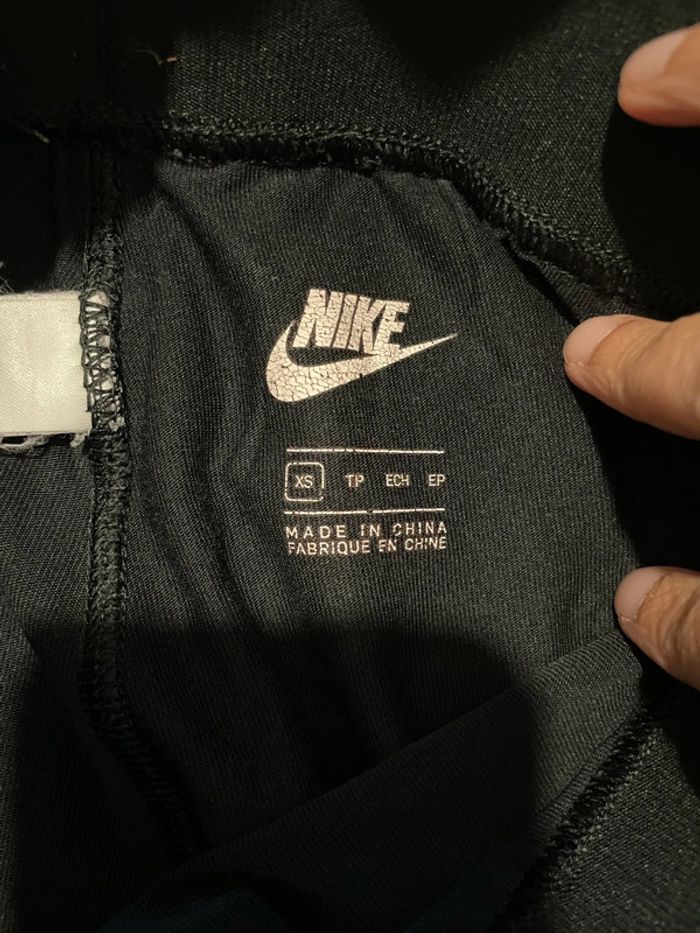 NIKE
XS TP ECH EP
MADE IN CHINA
FABRIQUE EN CHINE